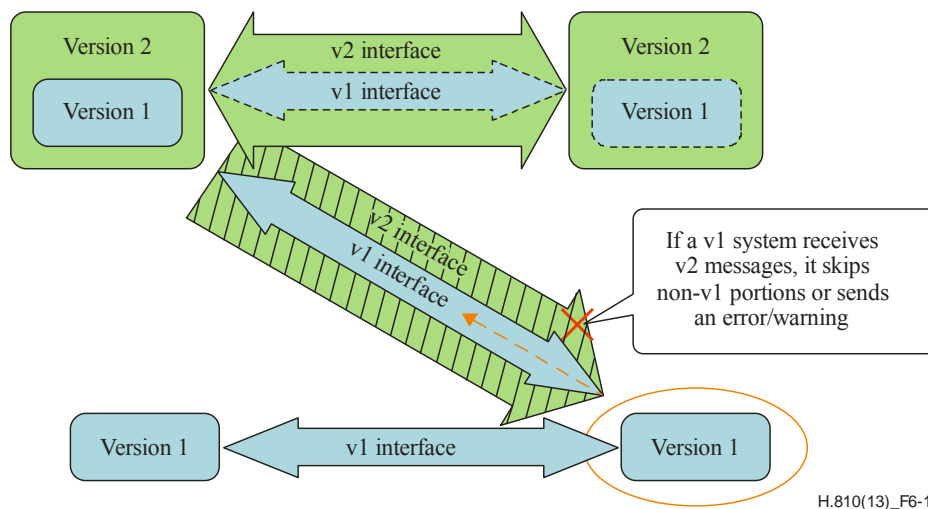 Version 2
Version 1
v2 interface
v1 interface
Version 2
Version 1
v2 interface
v1 interface
If a v1 system receives
v2 messages, it skips
non-v1 portions or sends
an error/warning
Version 1
v1 interface
Version 1
H.810(13)_F6-1